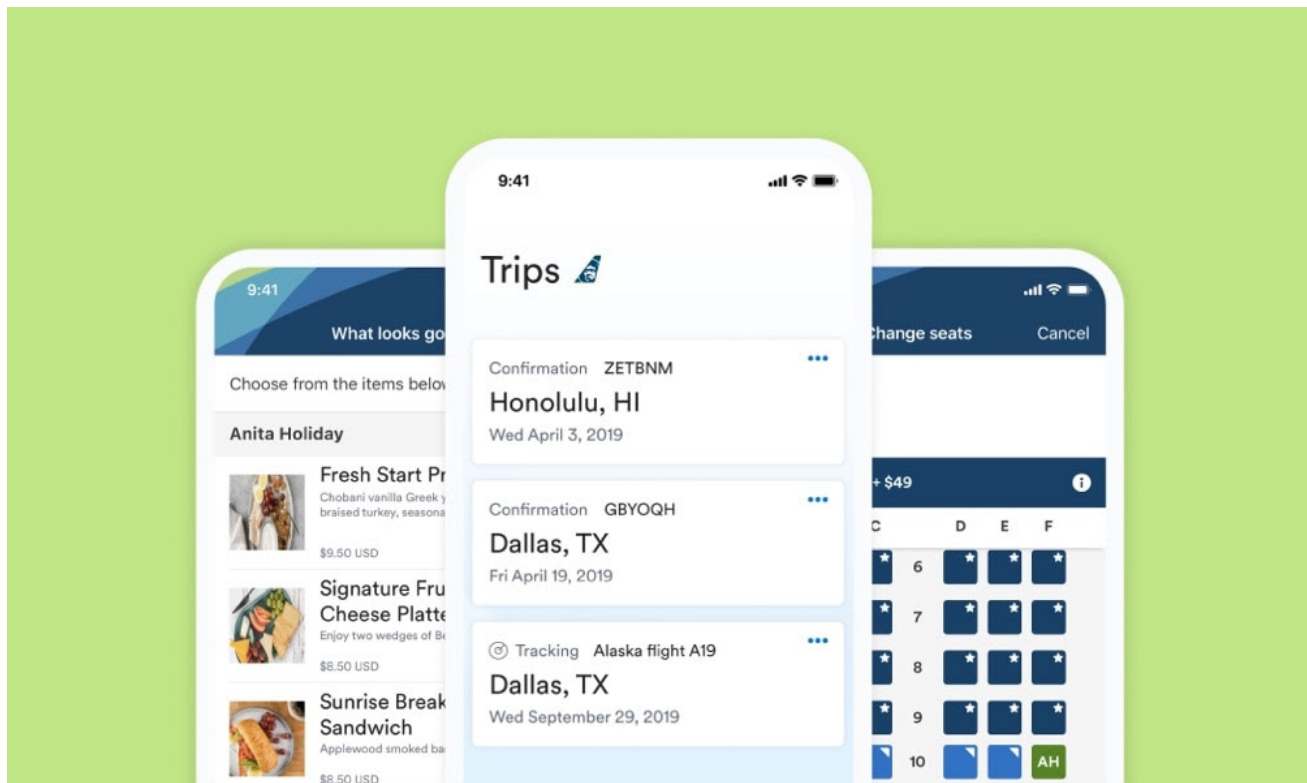 9:41
What looks go
Choose from the items below
Anita Holiday
Fresh Start Pr
Chobani vanilla Greek y
braised turkey, seasona
$9.50 USD
Signature Fru
Cheese Platte
Enjoy two wedges of Be
$8.50 USD
Sunrise Break
Sandwich
Applewood smoked ba
$8.50 USD
9:41
Trips
Confirmation ZETBNM
Honolulu, HI
Wed April 3, 2019
Confirmation GBYOQH
Dallas, TX
Fri April 19, 2019
Tracking Alaska flight A19
Dallas, TX
Wed September 29, 2019
Change seats Cancel
+ $49
C D E F
6
7
8
9
10 AH